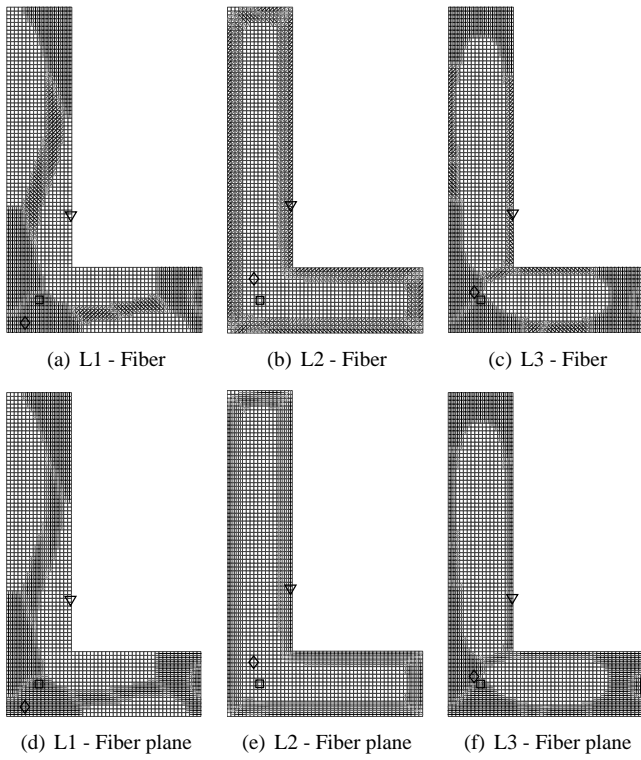 (a) L1 - Fiber
(b) L2 - Fiber
(c) L3 - Fiber
(d) L1 - Fiber plane
(e) L2 - Fiber plane
(f) L3 - Fiber plane